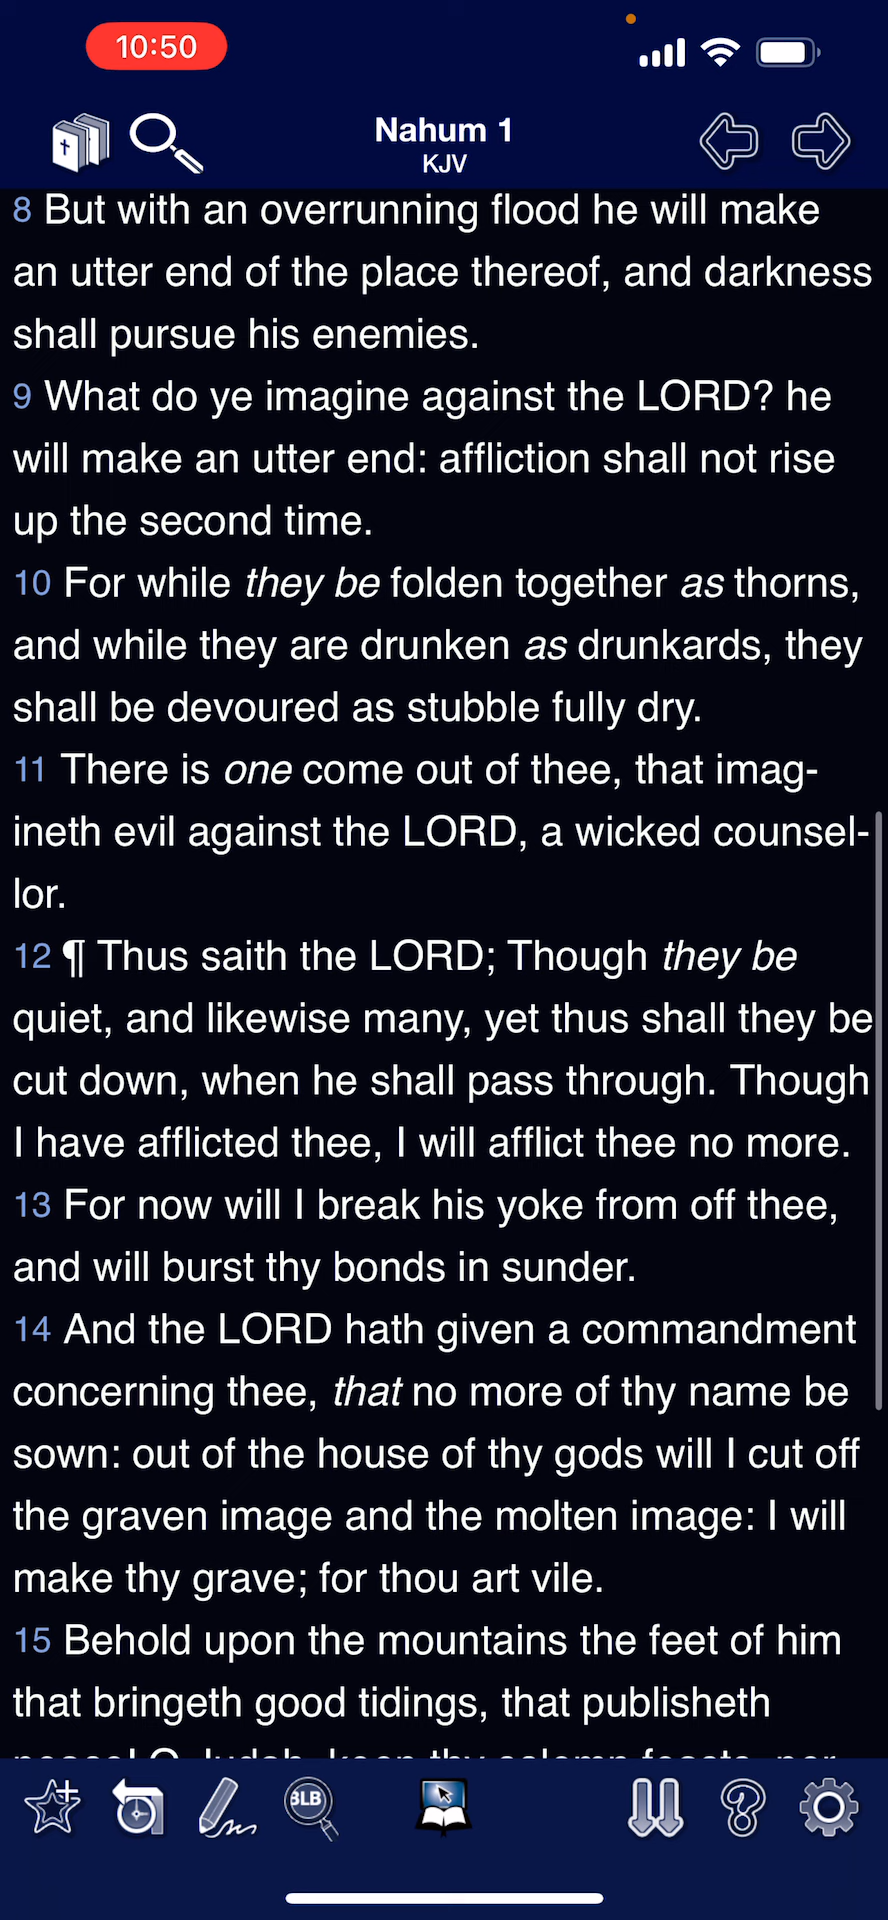 10:50
Nahum 1
KJV
8 But with an overrunning flood he will make
an utter end of the place thereof, and darkness
shall pursue his enemies.
9 What do ye imagine against the LORD? he
will make an utter end: affliction shall not rise
up the second time.
10 For while they be folden together as thorns,
and while they are drunken as drunkards, they
shall be devoured as stubble fully dry.
11 There is one come out of thee, that imag-
ineth evil against the LORD, a wicked counsel-
lor.
12 ¶ Thus saith the LORD; Though they be
quiet, and likewise many, yet thus shall they be
cut down, when he shall pass through. Though
I have afflicted thee, I will afflict thee no more.
13 For now will I break his yoke from off thee,
and will burst thy bonds in sunder.
14 And the LORD hath given a commandment
concerning thee, that no more of thy name be
sown: out of the house of thy gods will I cut off
the graven image and the molten image: I will
make thy grave; for thou art vile.
15 Behold upon the mountains the feet of him
that bringeth good tidings, that publisheth
peace! O Judah, keep thy solemn feasts, per
BLB